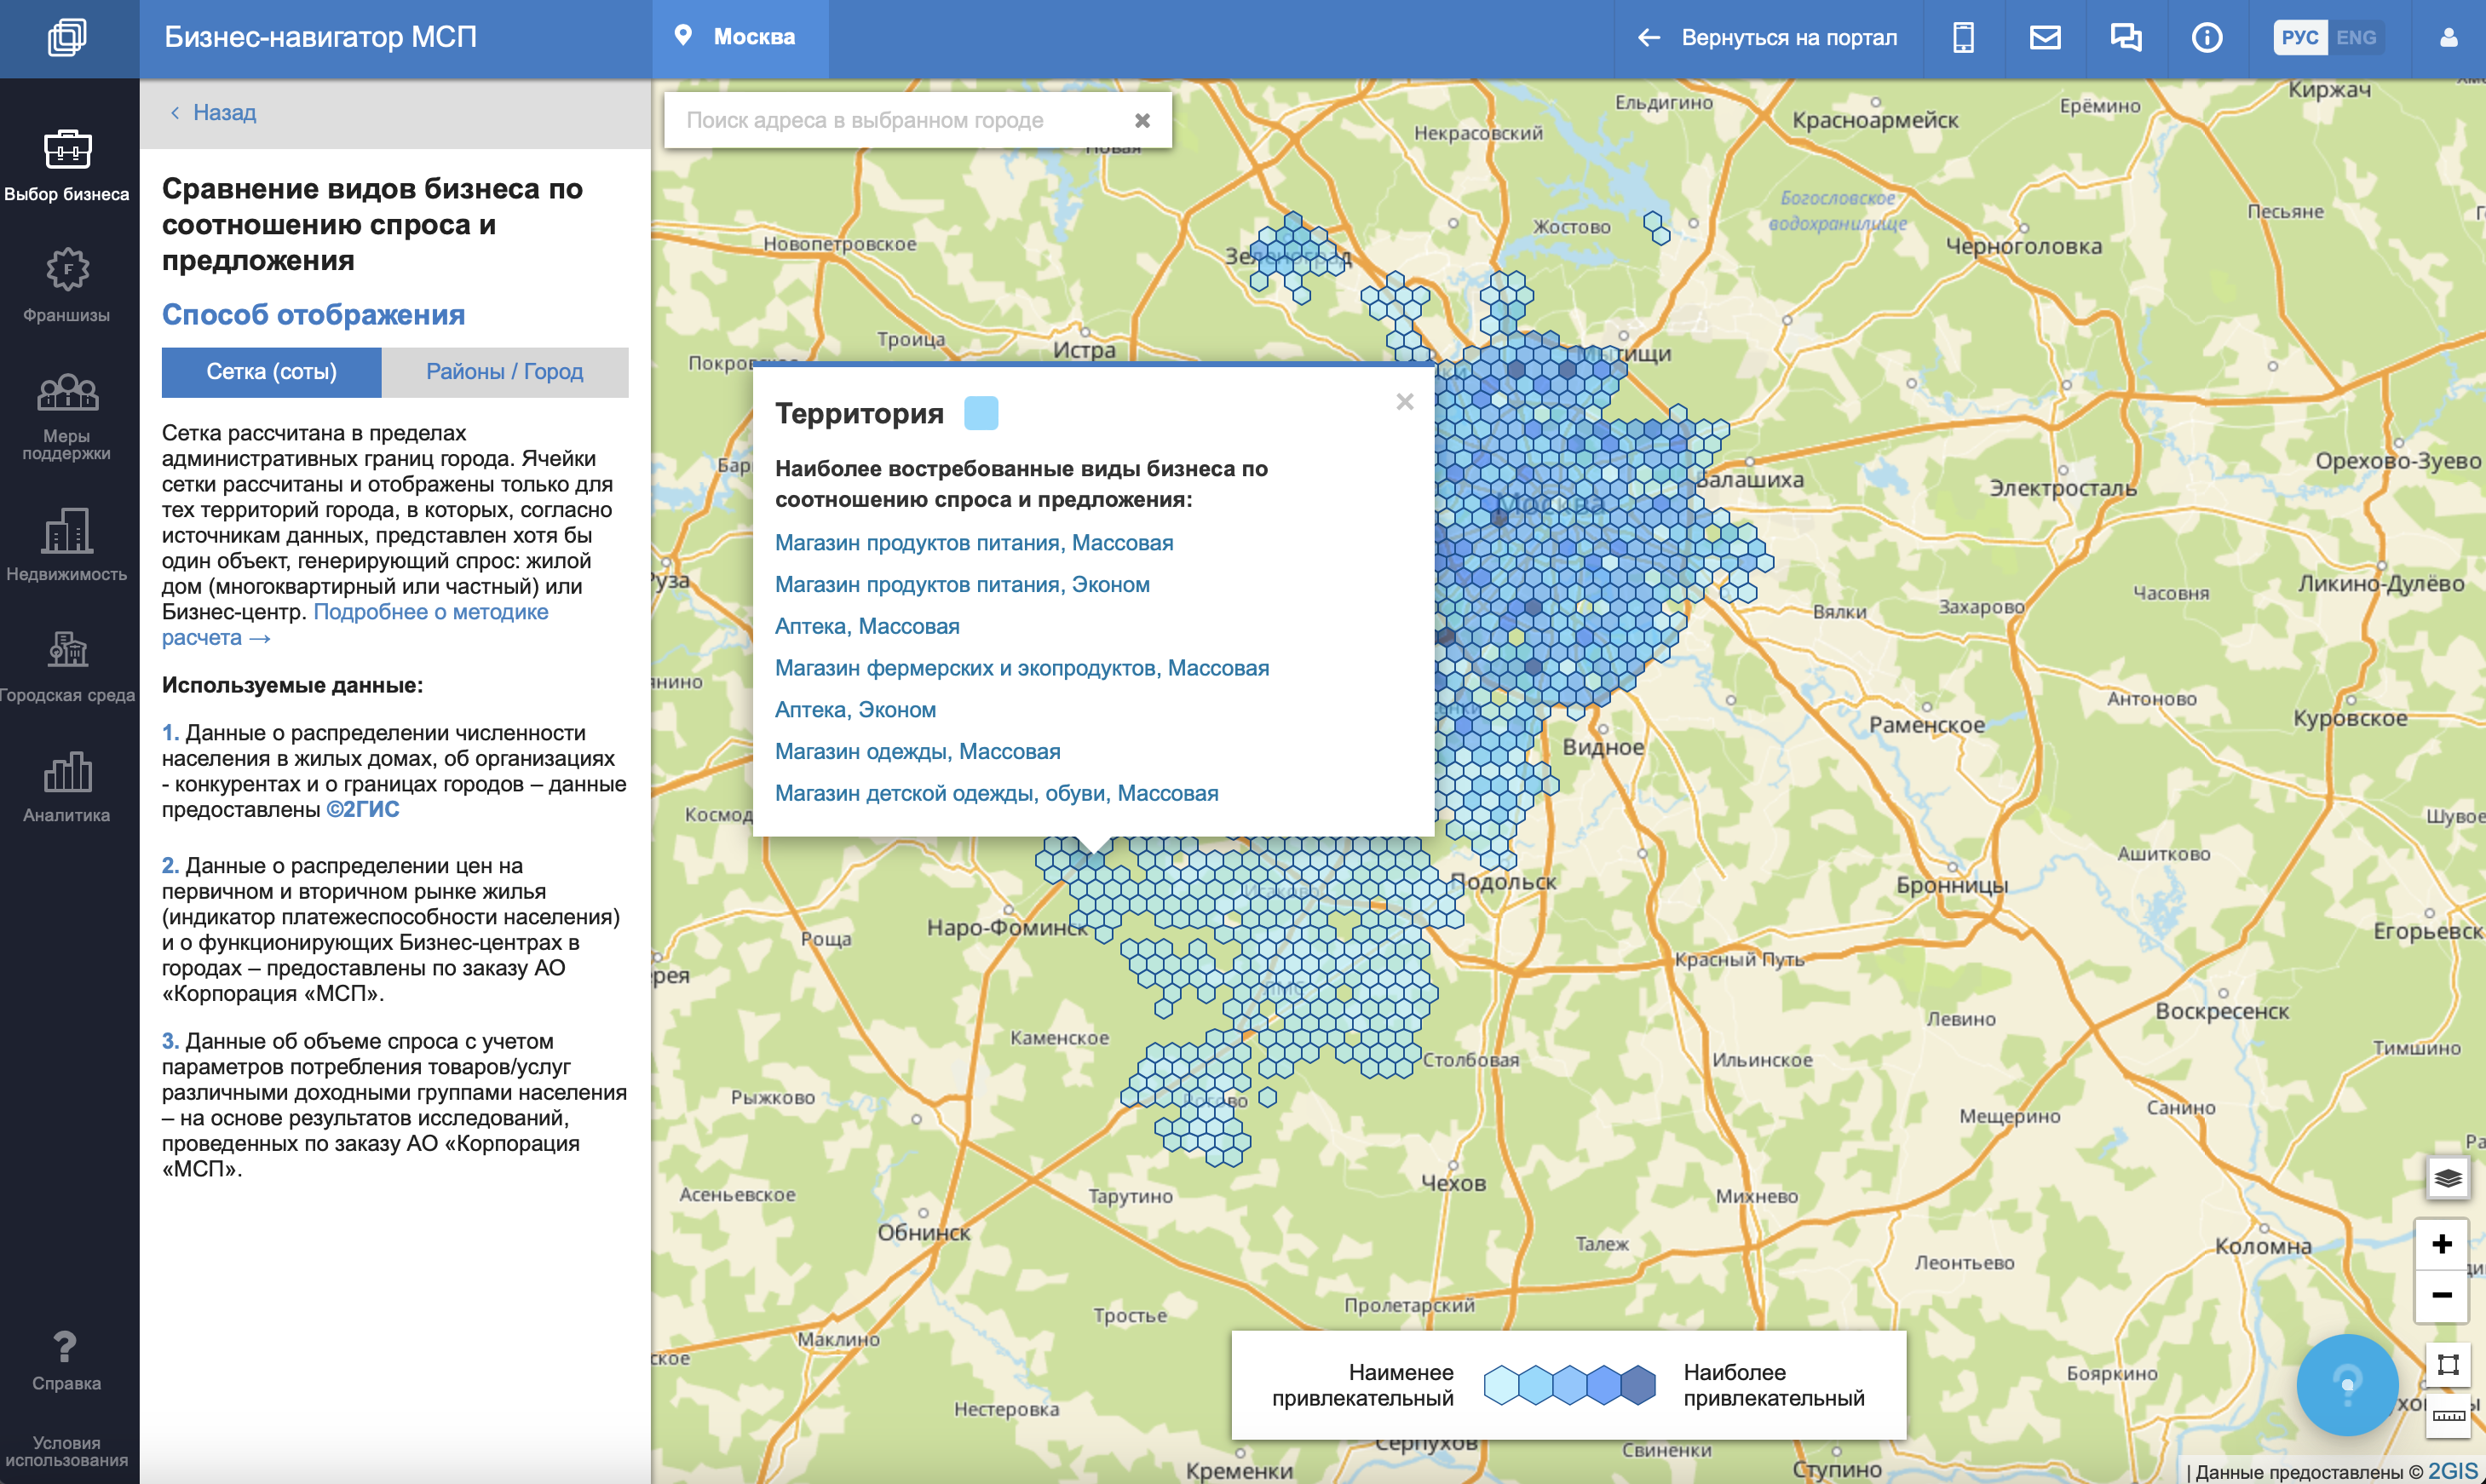 Бизнес-навигатор МСП
Москва
Вернуться на портал
РУС ENG
Выбор бизнеса
Франшизы
Меры
поддержки
Недвижимость
Городская среда
Аналитика
Справка
Условия
использования
Назад
Сравнение видов бизнеса по
соотношению спроса и
предложения
Способ отображения
Сетка (соты)
Районы / Город
Сетка рассчитана в пределах
административных границ города. Ячейки
сетки рассчитаны и отображены только для
тех территорий города, в которых, согласно
источникам данных, представлен хотя бы
один объект, генерирующий спрос: жилой
дом (многоквартирный или частный) или
Бизнес-центр. Подробнее о методике
расчета →
Используемые данные:
1. Данные о распределении численности
населения в жилых домах, об организациях
- конкурентах и о границах городов – данные
предоставлены ©2ГИС
2. Данные о распределении цен на
первичном и вторичном рынке жилья
(индикатор платежеспособности населения)
и о функционирующих Бизнес-центрах в
городах – предоставлены по заказу АО
«Корпорация «МСП».
3. Данные об объеме спроса с учетом
параметров потребления товаров/услуг
различными доходными группами населения
– на основе результатов исследований,
проведенных по заказу АО «Корпорация
«МСП».
Поиск адреса в выбранном городе
Территория
Наиболее востребованные виды бизнеса по
соотношению спроса и предложения:
Магазин продуктов питания, Массовая
Магазин продуктов питания, Эконом
Аптека, Массовая
Магазин фермерских и экопродуктов, Массовая
Аптека, Эконом
Магазин одежды, Массовая
Магазин детской одежды, обуви, Массовая
Киржач
Ельдигино
Ерёмино
Красноармейск
Некрасовский
Новая
Богословское
водохранилище
Песьяне
Жостово
Новопетровское
Зеленоград
Черноголовка
Троица
Истра
Мытищи
Орехово-Зуево
Балашиха
Электросталь
Москва
Руза
Ликино-Дулёво
Часовня
Захарово
Вялки
Антоново
Куровское
Раменское
Видное
Ашитково
Подольск
Бронницы
Наро-Фоминск
Роща
Егорьевск
Красный Путь
Воскресенск
Левино
Каменское
Тимшино
Столбовая
Ильинское
Рыжково
Рогово
Мещерино
Санино
Чехов
Асеньевское
Тарутино
Михнево
Обнинск
Талеж
Коломна
Леонтьево
Пролетарский
Тростье
Маклино
Бояркино
Нестеровка
Серпухов
Свиненки
Кременки
Ступино
Наименее
привлекательный
Наиболее
привлекательный
| Данные предоставлены © 2GIS